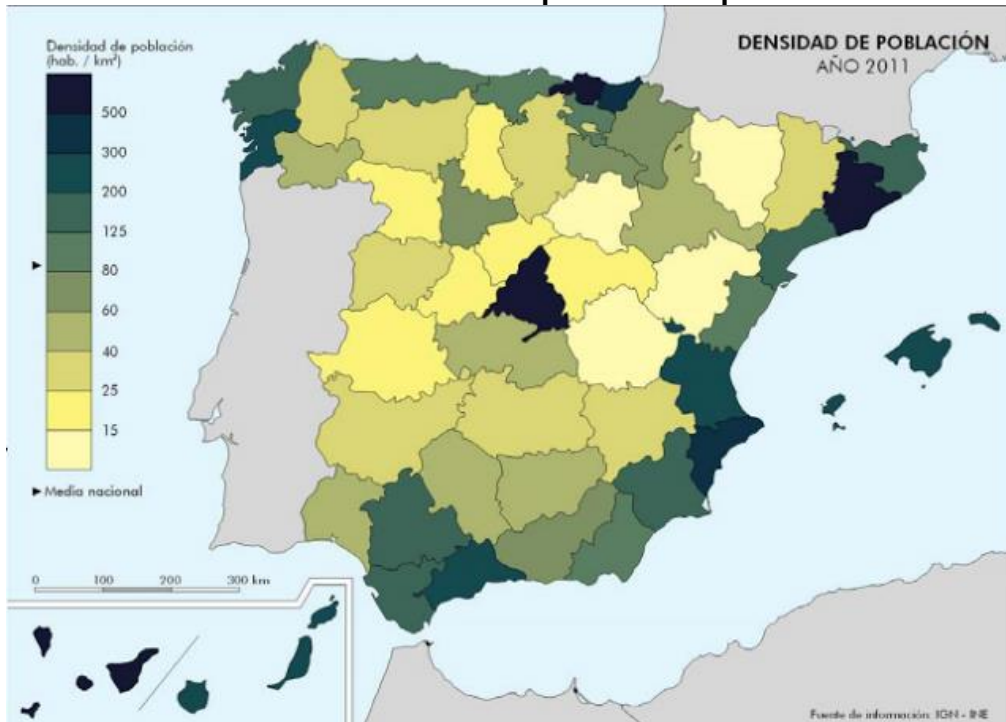 Densidad de población
(hab. / km²)
500
300
200
125
80
60
40
25
15
► Media nacional
DENSIDAD DE POBLACIÓN
AÑO 2011
0 100 200 300 km
Fuente de información: IGN - INE